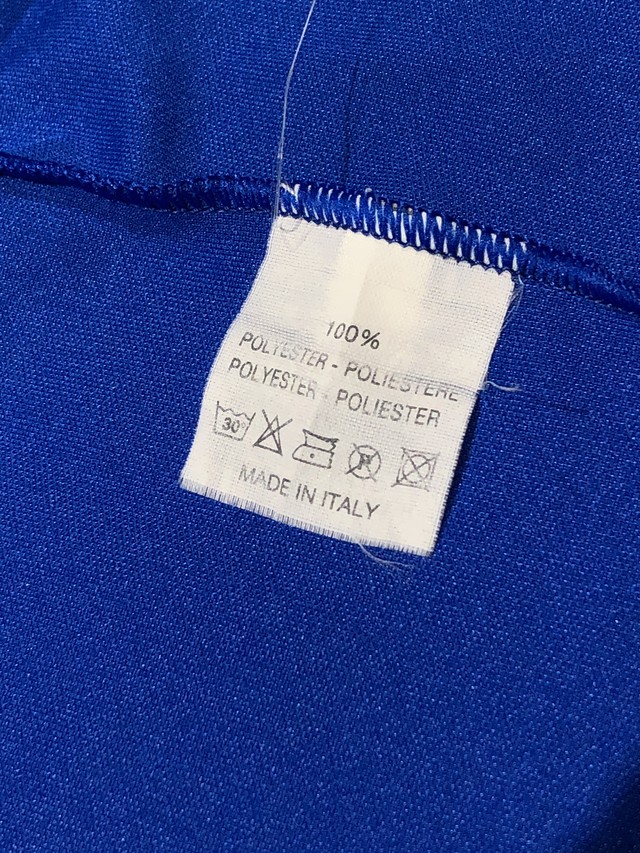 100%
POLYESTER - POLIESTERE
POLYESTER - POLIESTER
30°
MADE IN ITALY